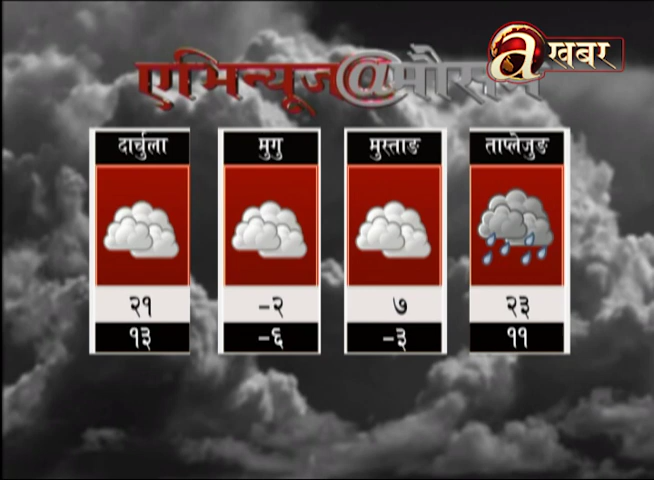 a खबर
एभिन्यूज@मौसम
दार्चुला मुगु मुस्ताङ ताप्लेजुङ
२१ -२ ७ २३
१३ -६ -३ ११